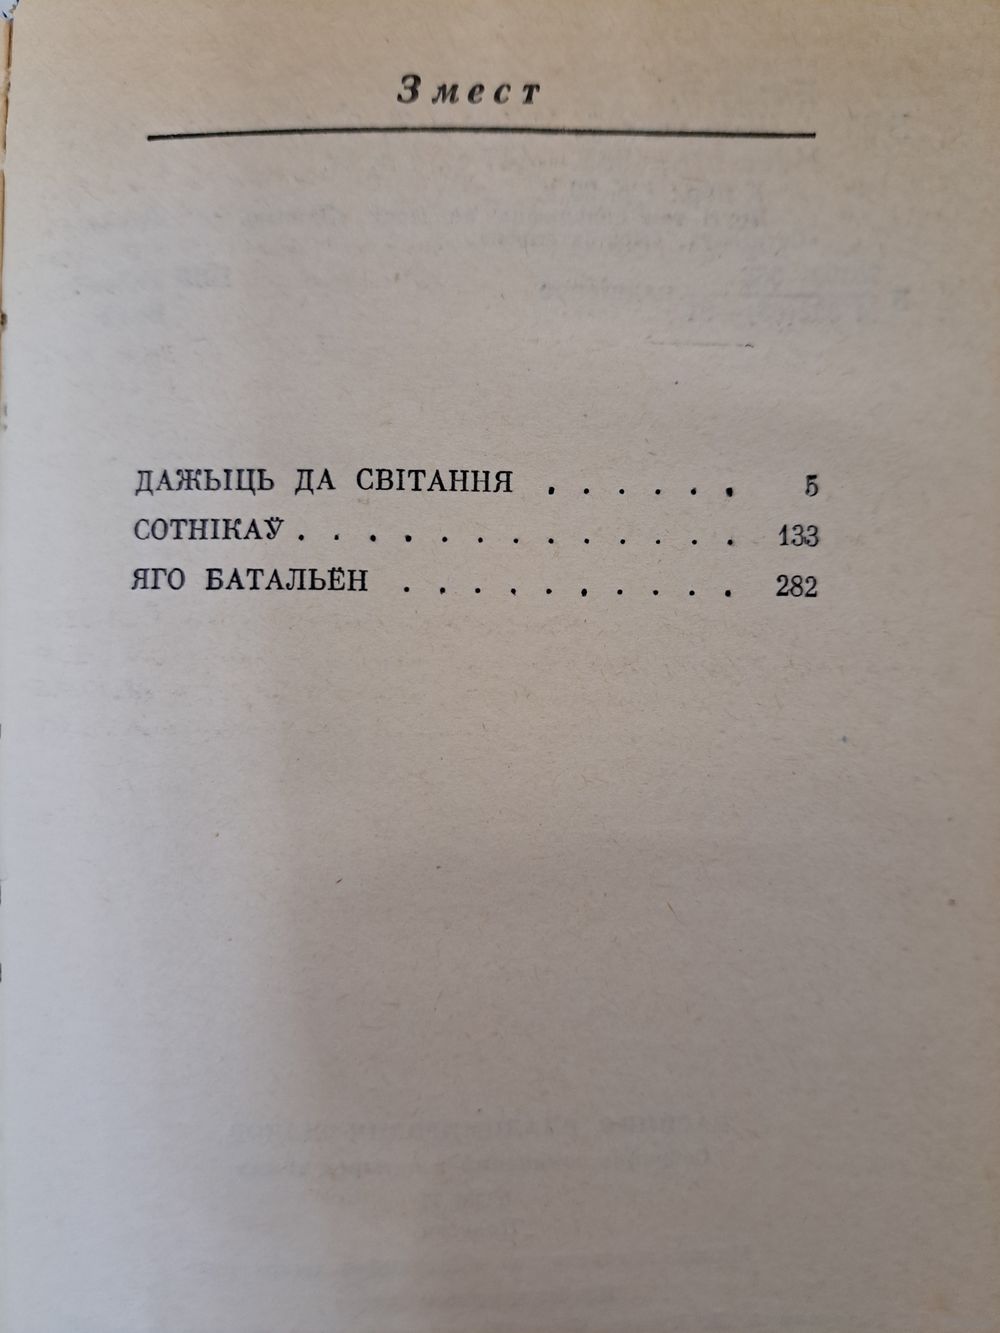 Змест
ДАЖЫЦЬ ДА СВІТАННЯ . . . . . . 5
СОТНІКАЎ . . . . . . . . . . . . . 133
ЯГО БАТАЛЬЁН . . . . . . . . . . 282